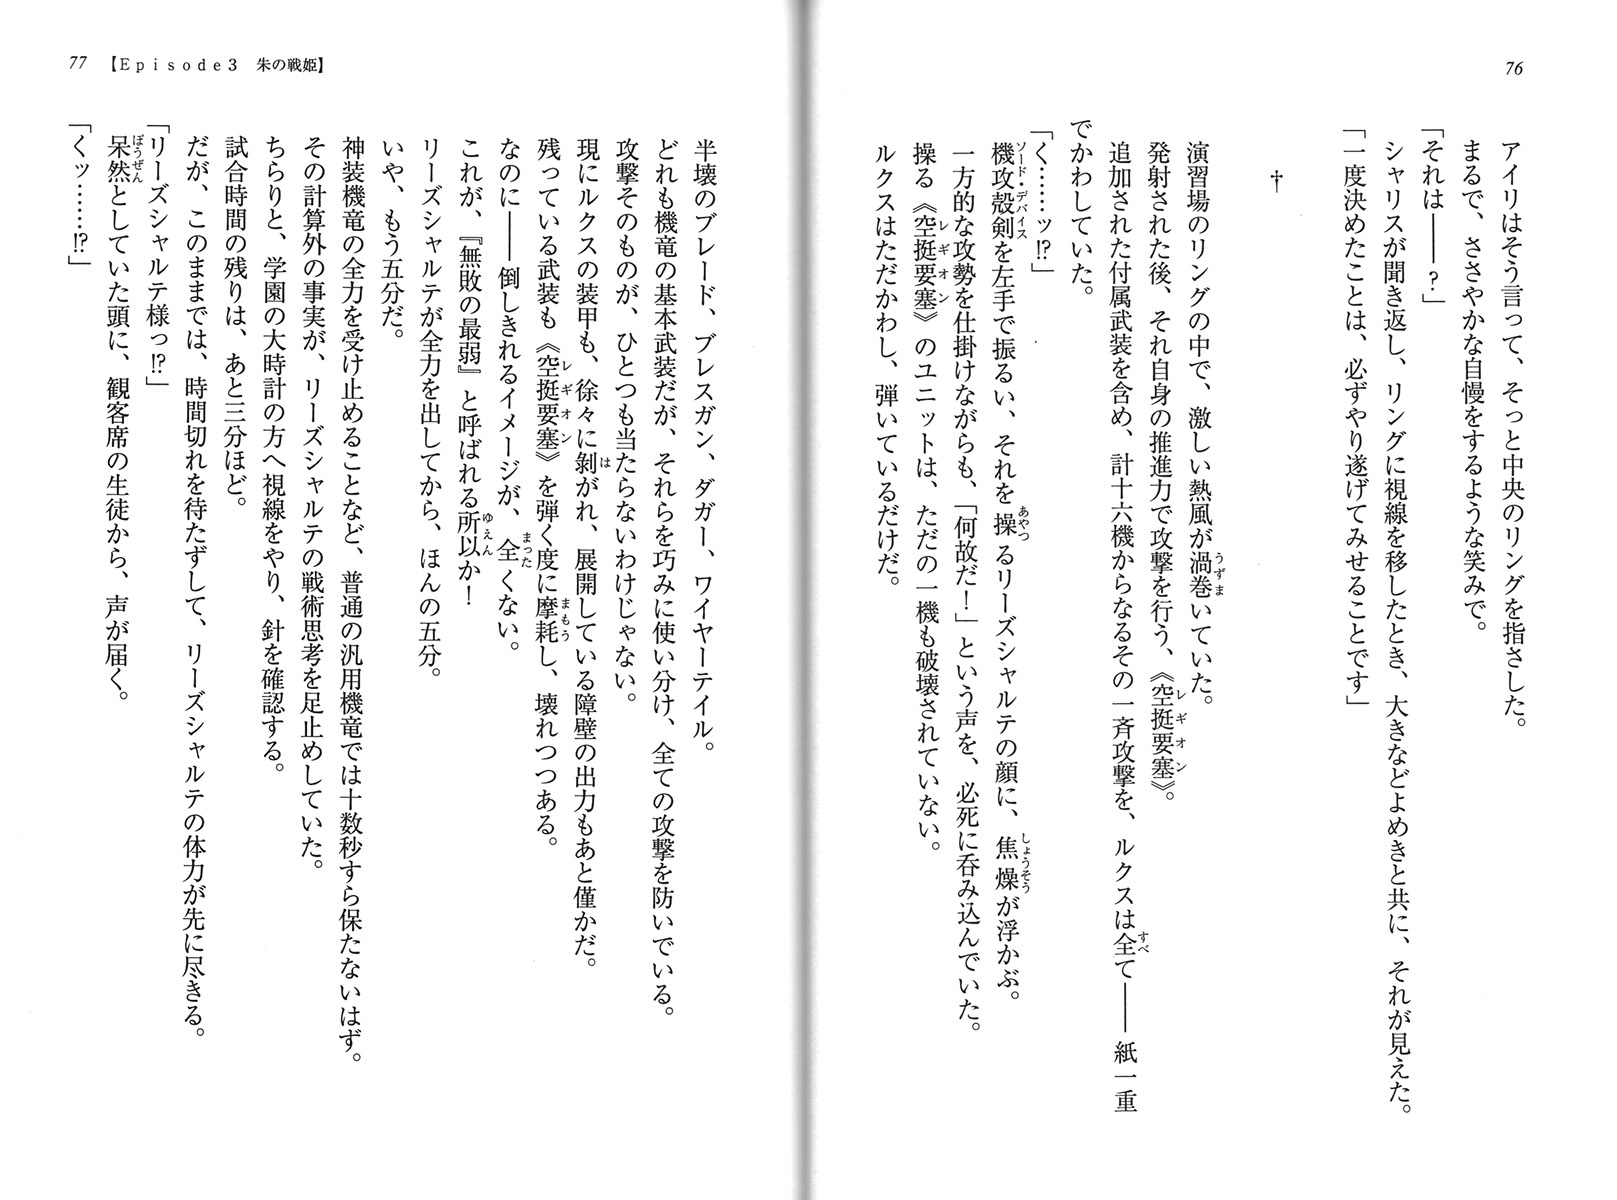 76
アイリはそう言って、そっと中央のリングを指さした。
まるで、ささやかな自慢をするような笑みで。
「それは――？」
シャリスが聞き返し、リングに視線を移したとき、大きなどよめきと共に、それが見えた。
「一度決めたことは、必ずやり遂げてみせることです」
†
演習場のリングの中で、激しい熱風が渦巻いていた。
発射された後、それ自身の推進力で攻撃を行う、《空挺要塞》。
追加された付属武装を含め、計十六機からなるその一斉攻撃を、ルクスは全て――紙一重
でかわしていた。
「く……ッ!?」
機攻殻剣を左手で振るい、それを操るリーズシャルテの顔に、焦燥が浮かぶ。
一方的な攻勢を仕掛けながらも、「何故だ！」という声を、必死に呑み込んでいた。
操る《空挺要塞》のユニットは、ただの一機も破壊されていない。
ルクスはただかわし、弾いているだけだ。
77 【Episode3　朱の戦姫】
半壊のブレード、ブレスガン、ダガー、ワイヤーテイル。
どれも機竜の基本武装だが、それらを巧みに使い分け、全ての攻撃を防いでいる。
攻撃そのものが、ひとつも当たらないわけじゃない。
現にルクスの装甲も、徐々に剝がれ、展開している障壁の出力もあと僅かだ。
残っている武装も《空挺要塞》を弾く度に摩耗し、壊れつつある。
なのに――倒しきれるイメージが、全くない。
これが、『無敗の最弱』と呼ばれる所以か！
リーズシャルテが全力を出してから、ほんの五分。
いや、もう五分だ。
神装機竜の全力を受け止めることなど、普通の汎用機竜では十数秒すら保たないはず。
その計算外の事実が、リーズシャルテの戦術思考を足止めしていた。
ちらりと、学園の大時計の方へ視線をやり、針を確認する。
試合時間の残りは、あと三分ほど。
だが、このままでは、時間切れを待たずして、リーズシャルテの体力が先に尽きる。
「リーズシャルテ様っ!?」
呆然としていた頭に、観客席の生徒から、声が届く。
「くッ……!?」